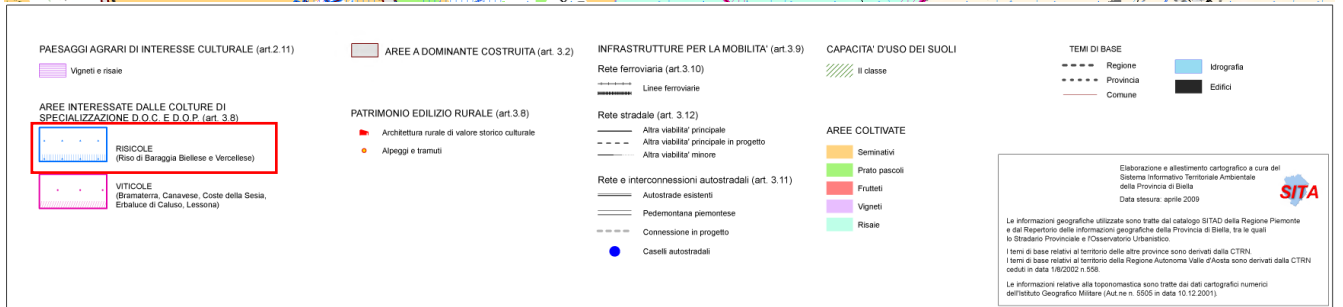 PAESAGGI AGRARI DI INTERESSE CULTURALE (art.2.11)
Vigneti e risaie
AREE INTERESSATE DALLE COLTURE DI
SPECIALIZZAZIONE D.O.C. E D.O.P. (art. 3.8)
RISICOLE
(Riso di Baraggia Biellese e Vercellese)
VITICOLE
(Bramaterra, Canavese, Coste della Sesia,
Erbaluce di Caluso, Lessona)
AREE A DOMINANTE COSTRUITA (art. 3.2)
PATRIMONIO EDILIZIO RURALE (art.3.8)
Architettura rurale di valore storico culturale
Alpeggi e tramuti
INFRASTRUTTURE PER LA MOBILITA' (art.3.9)
Rete ferroviaria (art.3.10)
Linee ferroviarie
Rete stradale (art. 3.12)
Altra viabilita' principale
Altra viabilita' principale in progetto
Altra viabilita' minore
Rete e interconnessioni autostradali (art. 3.11)
Autostrade esistenti
Pedemontana piemontese
Connessione in progetto
Caselli autostradali
CAPACITA' D'USO DEI SUOLI
II classe
AREE COLTIVATE
Seminativi
Prato pascoli
Frutteti
Vigneti
Risaie
TEMI DI BASE
Regione
Provincia
Comune
Idrografia
Edifici
Elaborazione e allestimento cartografico a cura del
Sistema Informativo Territoriale Ambientale
della Provincia di Biella
Data stesura: aprile 2009
SITA
Le informazioni geografiche utilizzate sono tratte dal catalogo SITAD della Regione Piemonte
e dal Repertorio delle informazioni geografiche della Provincia di Biella, tra le quali
lo Stradario Provinciale e l'Osservatorio Urbanistico.
I temi di base relativi al territorio delle altre province sono derivati dalla CTRN.
I temi di base relativi al territorio della Regione Autonoma Valle d'Aosta sono derivati dalla CTRN
ceduti in data 1/8/2002 n.558.
Le informazioni relative alla toponomastica sono tratte dai dati cartografici numerici
dell'Istituto Geografico Militare (Aut.ne n. 5505 in data 10.12.2001).